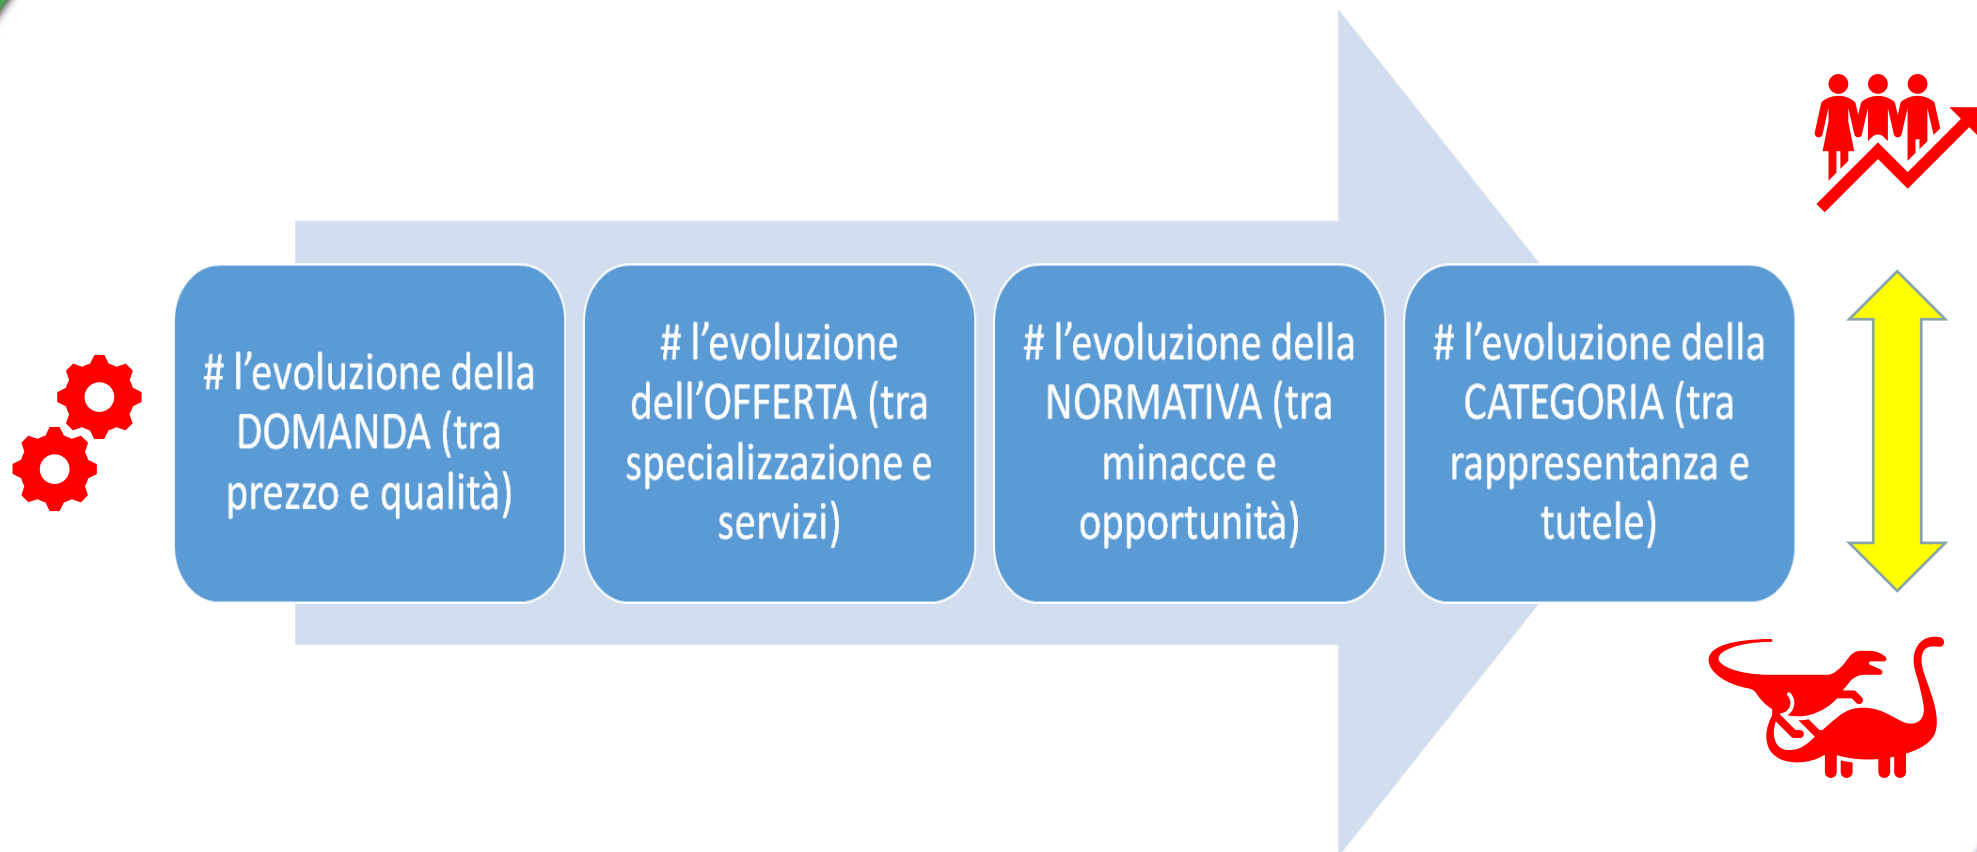 # l’evoluzione della
DOMANDA (tra
prezzo e qualità)
# l’evoluzione
dell’OFFERTA (tra
specializzazione e
servizi)
# l’evoluzione della
NORMATIVA (tra
minacce e
opportunità)
# l’evoluzione della
CATEGORIA (tra
rappresentanza e
tutele)